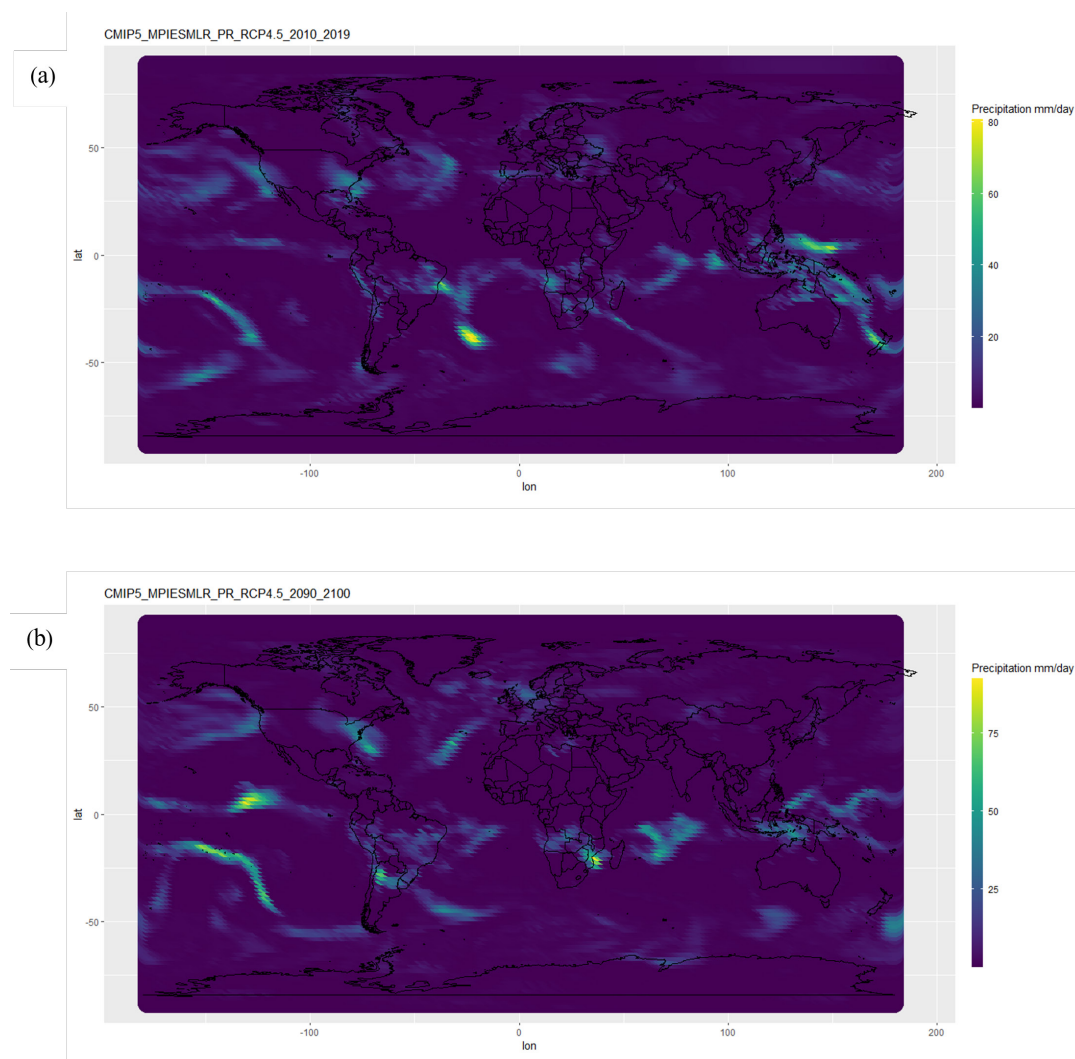 CMIP5_MPIESMLR_PR_RCP4.5_2010_2019
(a)
Precipitation mm/day
80
60
40
20
50
0
-50
lat
-100
0
100
200
lon
CMIP5_MPIESMLR_PR_RCP4.5_2090_2100
(b)
Precipitation mm/day
75
50
25
50
0
-50
lat
-100
0
100
200
lon